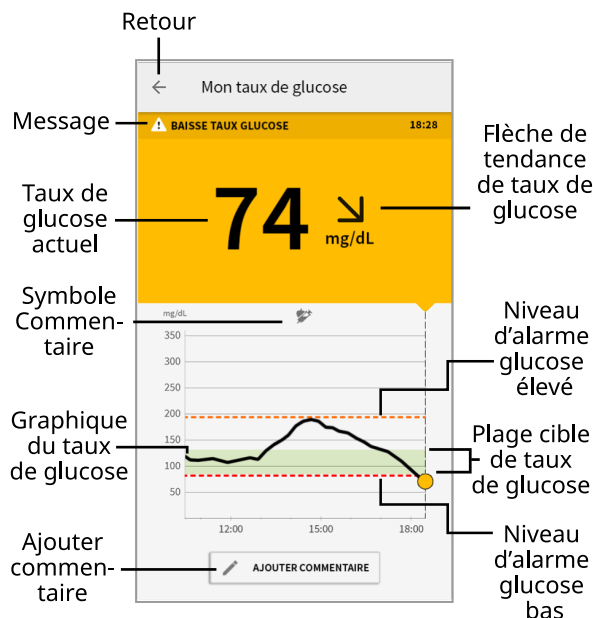 Retour
Mon taux de glucose
Message
BAISSE TAUX GLUCOSE
18:28
Flèche de
tendance
de taux de
glucose
Taux de
glucose
actuel
74
mg/dL
Symbole
Commen-
taire
mg/dL
350
300
250
200
150
100
50
12:00
15:00
18:00
Niveau
d’alarme
glucose
élevé
Graphique
du taux
de glucose
Plage cible
de taux
de glucose
Ajouter
commen-
taire
AJOUTER COMMENTAIRE
Niveau
d’alarme
glucose
bas